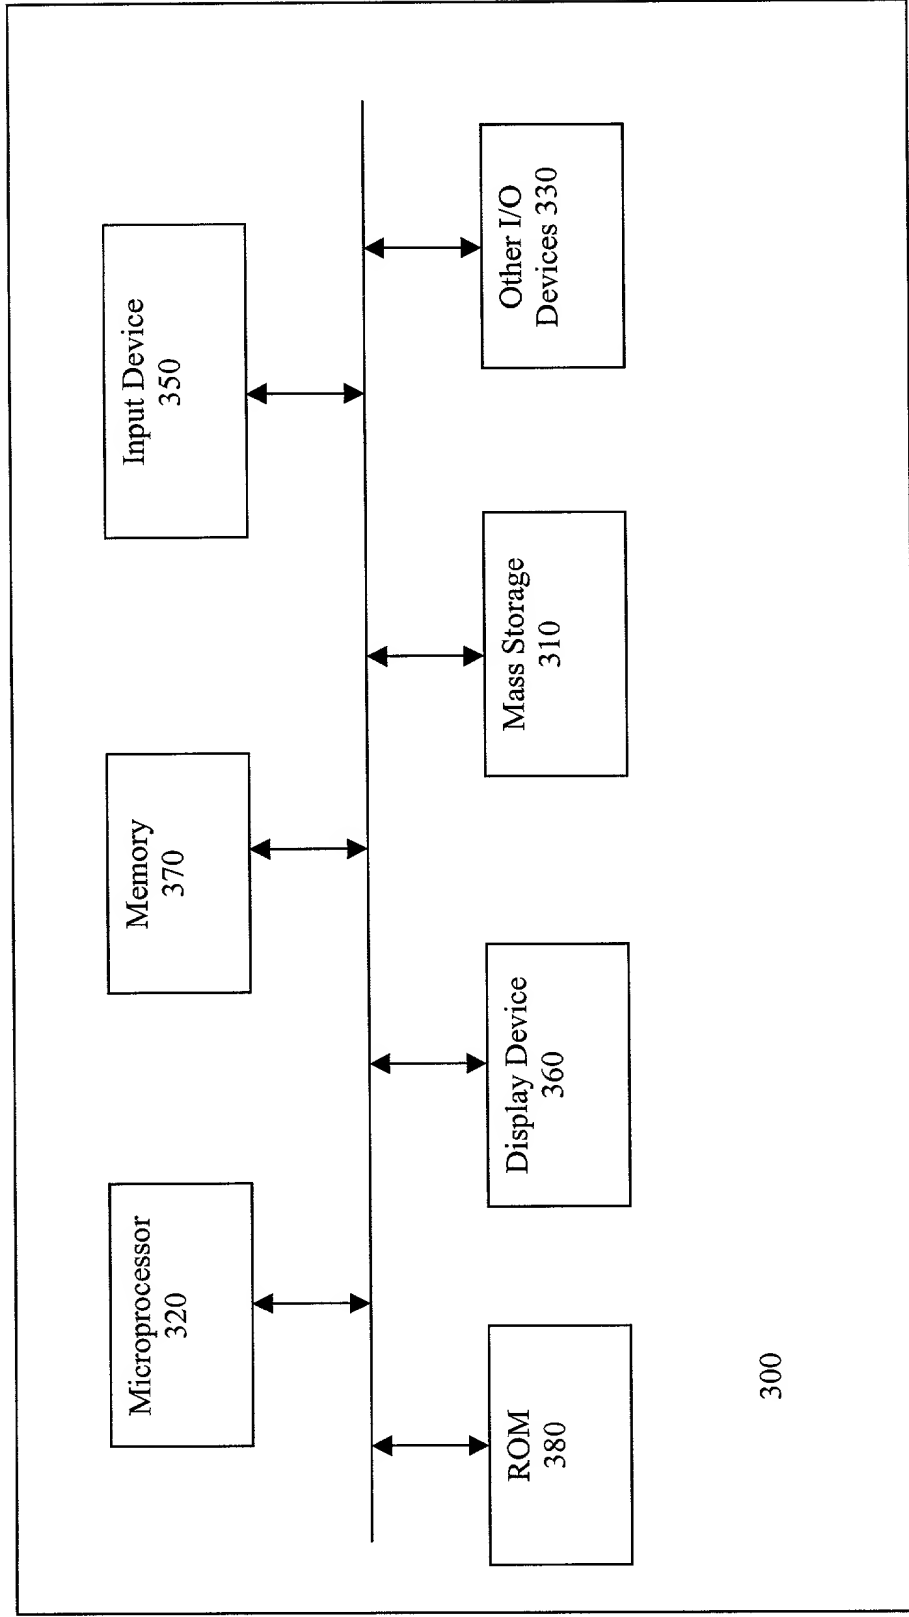 Microprocessor
320
Memory
370
Input Device
350
ROM
380
Display Device
360
Mass Storage
310
Other I/O
Devices 330
300